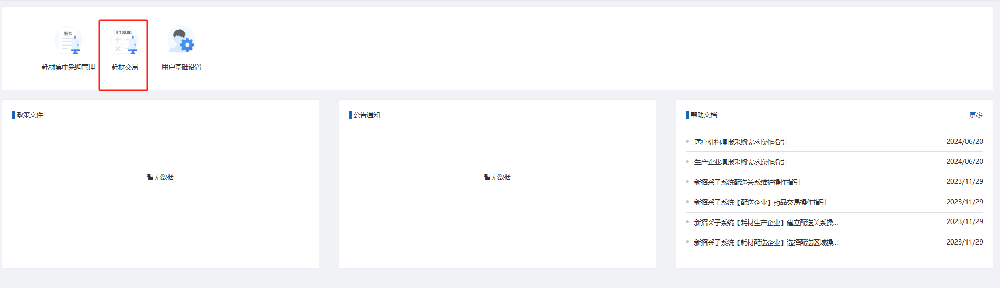 标书
¥ 100.00
耗材集中采购管理
耗材交易
用户基础设置
政策文件
暂无数据
公告通知
暂无数据
帮助文档
更多
医疗机构填报采购需求操作指引 2024/06/20
生产企业填报采购需求操作指引 2024/06/20
新招采子系统配送关系维护操作指引 2023/11/29
新招采子系统【配送企业】药品交易操作指引 2023/11/29
新招采子系统【耗材生产企业】建立配送关系操... 2023/11/29
新招采子系统【耗材配送企业】选择配送区域操... 2023/11/29